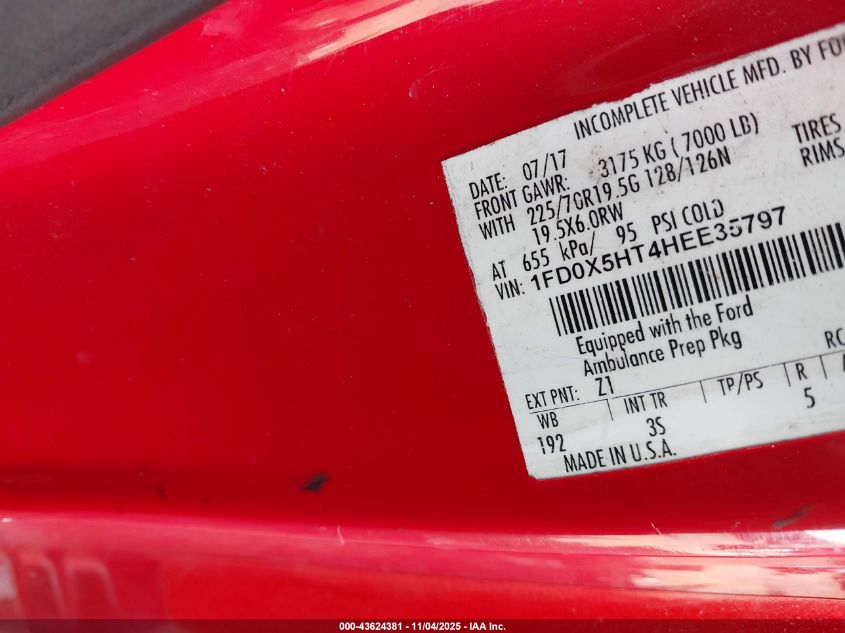 INCOMPLETE VEHICLE MFD. BY
DATE: 07/17
FRONT GAWR: 3175 KG ( 7000 LB)
WITH 225/70R19.5G 128/126N TIRES
19.5X6.0RW RIMS
AT 655 kPa/ 95 PSI COLD
VIN: 1FD0X5HT4HEE35797
Equipped with the Ford
Ambulance Prep Pkg
EXT PNT: Z1
WB INT TR TP/PS R
192 3S 5
MADE IN U.S.A.
000-43624381 - 11/04/2025 - IAA Inc.